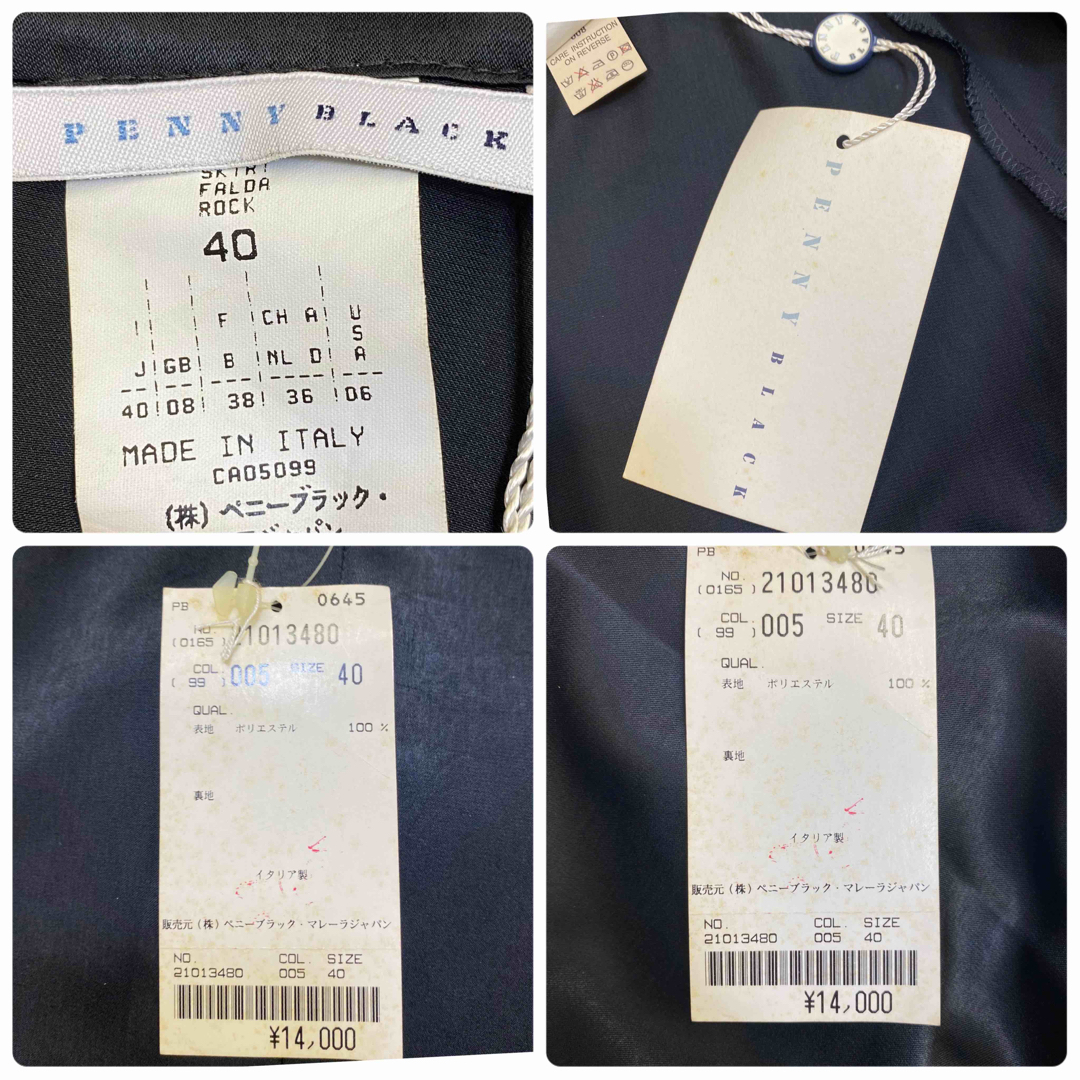 PENNYBLACK
FALDA
ROCK
40
I F CH A U
S
J GB B NL D A
40 08 38 36 06
MADE IN ITALY
CA05099
(株) ペニーブラック・
CARE INSTRUCTION
ON REVERSE
PENNYBLACK
PB 0645
NO.
(0165) 21013480
COL. SIZE
(99) 005 40
QUAL.
表地 ポリエステル 100 %
裏地
イタリア製
販売元 (株) ペニーブラック・マレーラジャパン
NO. COL. SIZE
21013480 005 40
¥14,000
PB
NO.
(0165) 21013480
COL. SIZE
(99) 005 40
QUAL.
表地 ポリエステル 100 %
裏地
イタリア製
販売元 (株) ペニーブラック・マレーラジャパン
NO. COL. SIZE
21013480 005 40
¥14,000